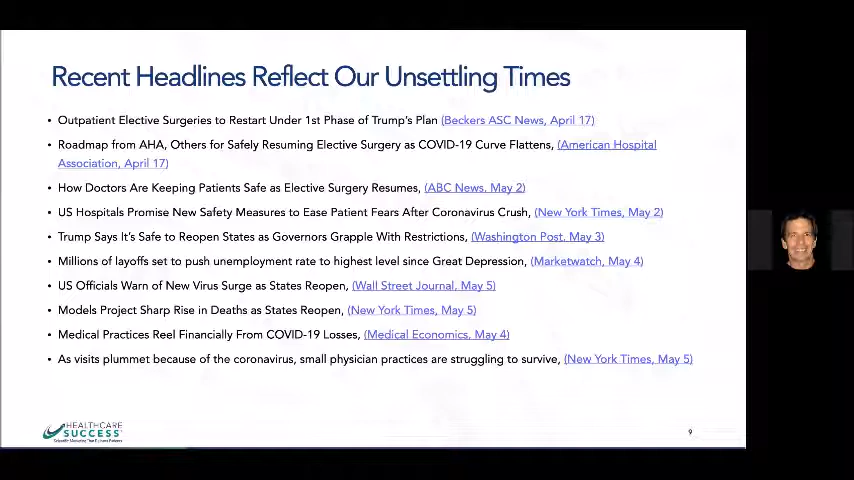 Recent Headlines Reflect Our Unsettling Times
• Outpatient Elective Surgeries to Restart Under 1st Phase of Trump's Plan (Beckers ASC News, April 17)
• Roadmap from AHA, Others for Safely Resuming Elective Surgery as COVID-19 Curve Flattens, (American Hospital
Association, April 17)
• How Doctors Are Keeping Patients Safe as Elective Surgery Resumes, (ABC News. May 2)
• US Hospitals Promise New Safety Measures to Ease Patient Fears After Coronavirus Crush, (New York Times, May 2)
• Trump Says It's Safe to Reopen States as Governors Grapple With Restrictions, (Washington Post. May 3)
• Millions of layoffs set to push unemployment rate to highest level since Great Depression, (Marketwatch, May 4)
• US Officials Warn of New Virus Surge as States Reopen, (Wall Street Journal, May 5)
• Models Project Sharp Rise in Deaths as States Reopen, (New York Times, May 5)
• Medical Practices Reel Financially From COVID-19 Losses, (Medical Economics, May 4)
• As visits plummet because of the coronavirus, small physician practices are struggling to survive, (New York Times, May 5)
HEALTHCARE
SUCCESS
9